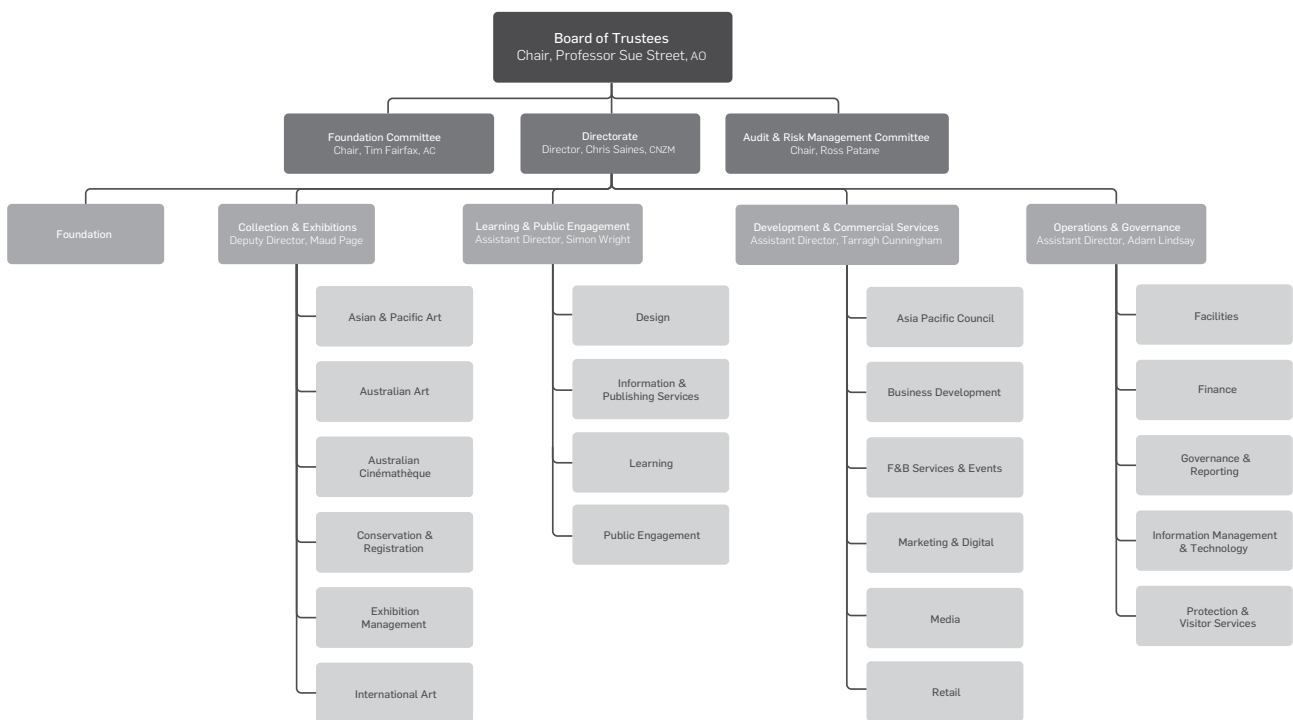 Board of Trustees
Chair, Professor Sue Street, AO
Foundation Committee
Chair, Tim Fairfax, AC
Directorate
Director, Chris Saines, CNZM
Audit & Risk Management Committee
Chair, Ross Patane
Foundation
Collection & Exhibitions
Deputy Director, Maud Page
Learning & Public Engagement
Assistant Director, Simon Wright
Development & Commercial Services
Assistant Director, Tarragh Cunningham
Operations & Governance
Assistant Director, Adam Lindsay
Asian & Pacific Art
Australian Art
Australian
Cinémathèque
Conservation &
Registration
Exhibition
Management
International Art
Design
Information &
Publishing Services
Learning
Public Engagement
Asia Pacific Council
Business Development
F&B Services & Events
Marketing & Digital
Media
Retail
Facilities
Finance
Governance &
Reporting
Information Management
& Technology
Protection &
Visitor Services